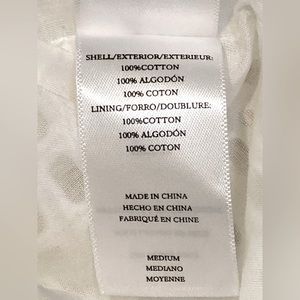 SHELL/EXTERIOR/EXTERIEUR:
100%COTTON
100% ALGODÓN
100% COTON
LINING/FORRO/DOUBLURE:
100%COTTON
100% ALGODÓN
100% COTON
MADE IN CHINA
HECHO EN CHINA
FABRIQUÉ EN CHINE
MEDIUM
MEDIANO
MOYENNE